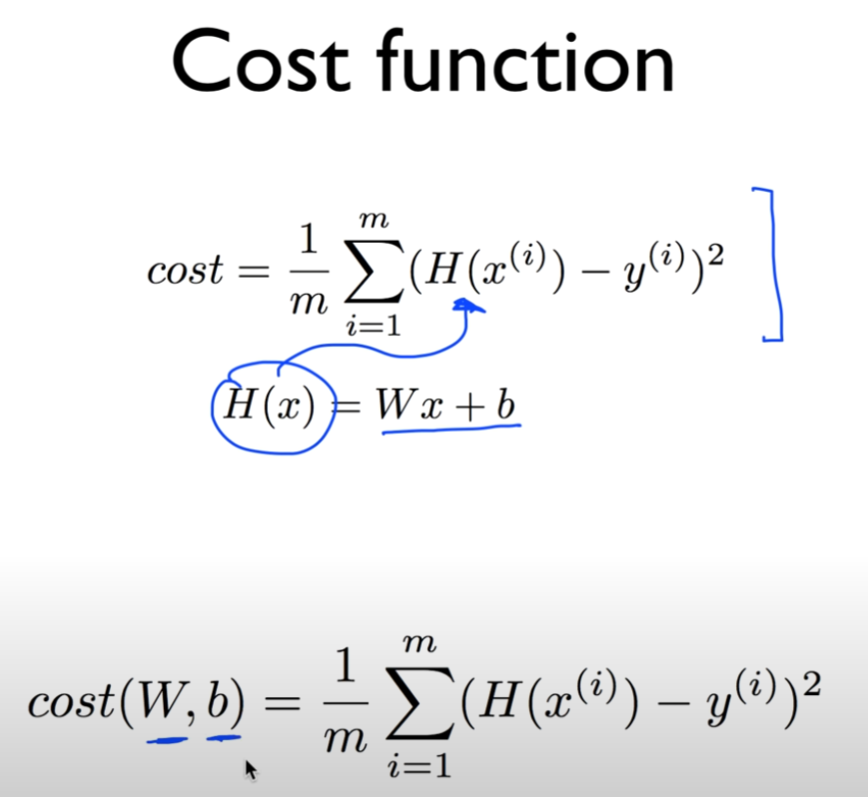 Cost function
cost = \frac{1}{m} \sum_{i=1}^{m} (H(x^{(i)}) - y^{(i)})^2
H(x) = Wx + b
cost(W, b) = \frac{1}{m} \sum_{i=1}^{m} (H(x^{(i)}) - y^{(i)})^2